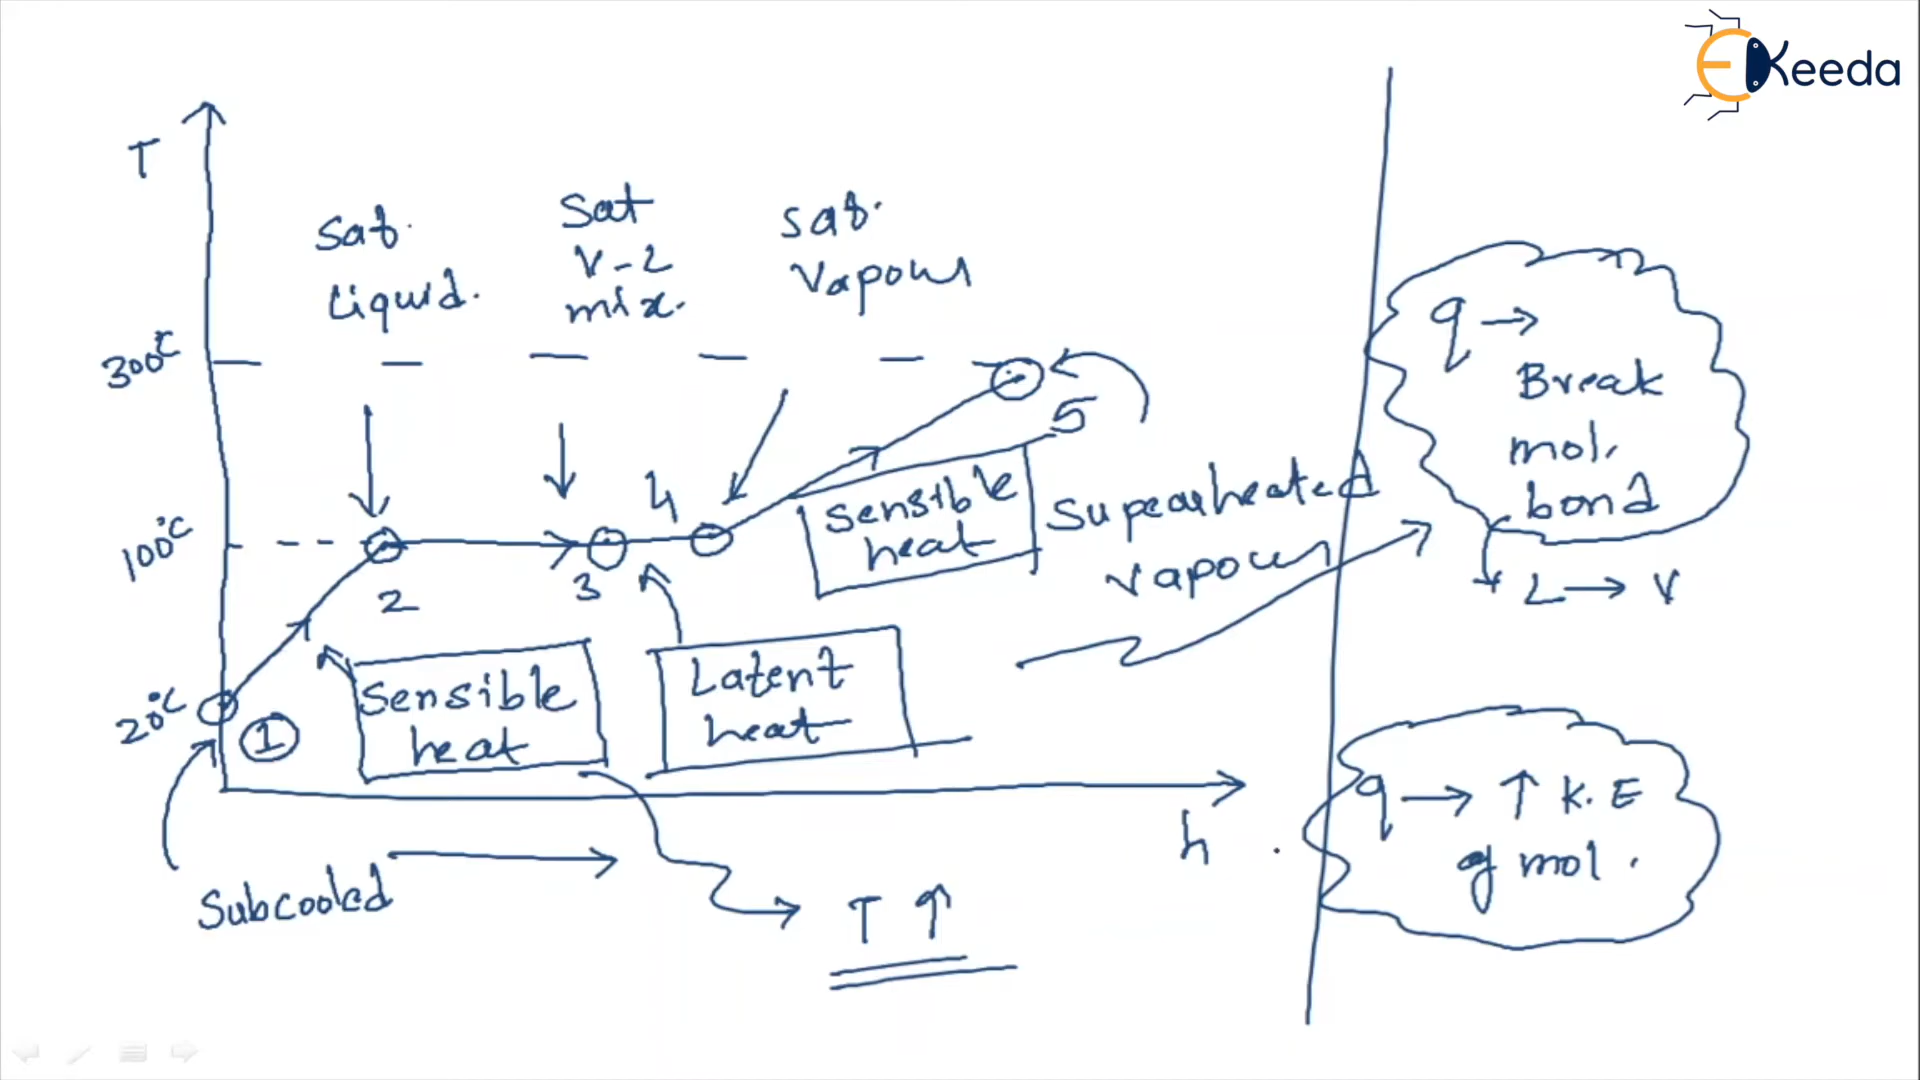 EKeeda
T
Sat.
Liquid.
Sat
V-L
mix.
sat.
Vapour
300°C
100°C
20°C
1
2
3
4
5
Sensible
heat
Superheated
vapour
Sensible
heat
Latent
heat
h
Subcooled
T ↑
q →
Break
mol.
bond
L → V
q → ↑ K.E
of mol.